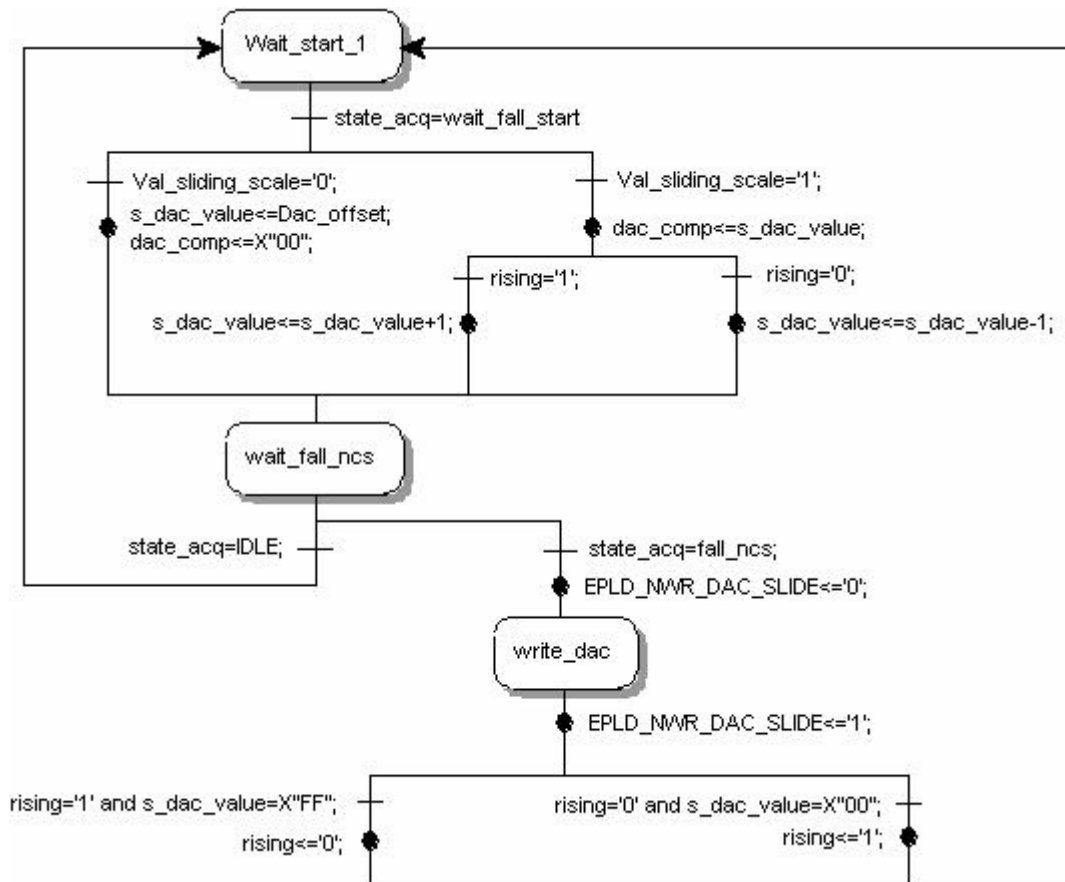 Wait_start_1
state_acq=wait_fall_start
Val_sliding_scale='0';
Val_sliding_scale='1';
s_dac_value<=Dac_offset;
dac_comp<=X"00";
dac_comp<=s_dac_value;
rising='1';
rising='0';
s_dac_value<=s_dac_value+1;
s_dac_value<=s_dac_value-1;
wait_fall_ncs
state_acq=IDLE;
state_acq=fall_ncs;
EPLD_NWR_DAC_SLIDE<='0';
write_dac
EPLD_NWR_DAC_SLIDE<='1';
rising='1' and s_dac_value=X"FF";
rising='0' and s_dac_value=X"00";
rising<='0';
rising<='1';